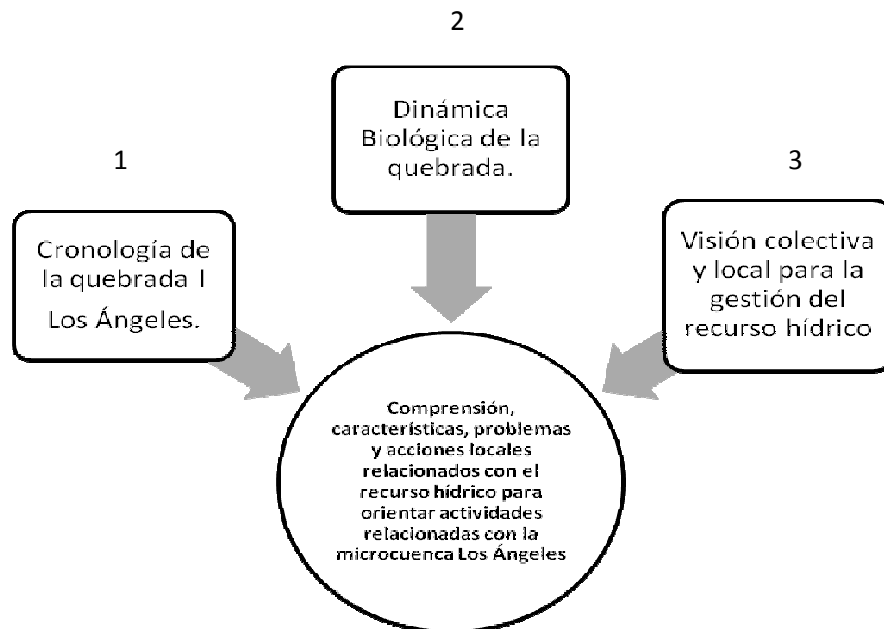 1
Cronología de
la quebrada l
Los Ángeles.
2
Dinámica
Biológica de la
quebrada.
3
Visión colectiva
y local para la
gestión del
recurso hídrico
Comprensión,
características, problemas
y acciones locales
relacionados con el
recurso hídrico para
orientar actividades
relacionadas con la
microcuenca Los Ángeles